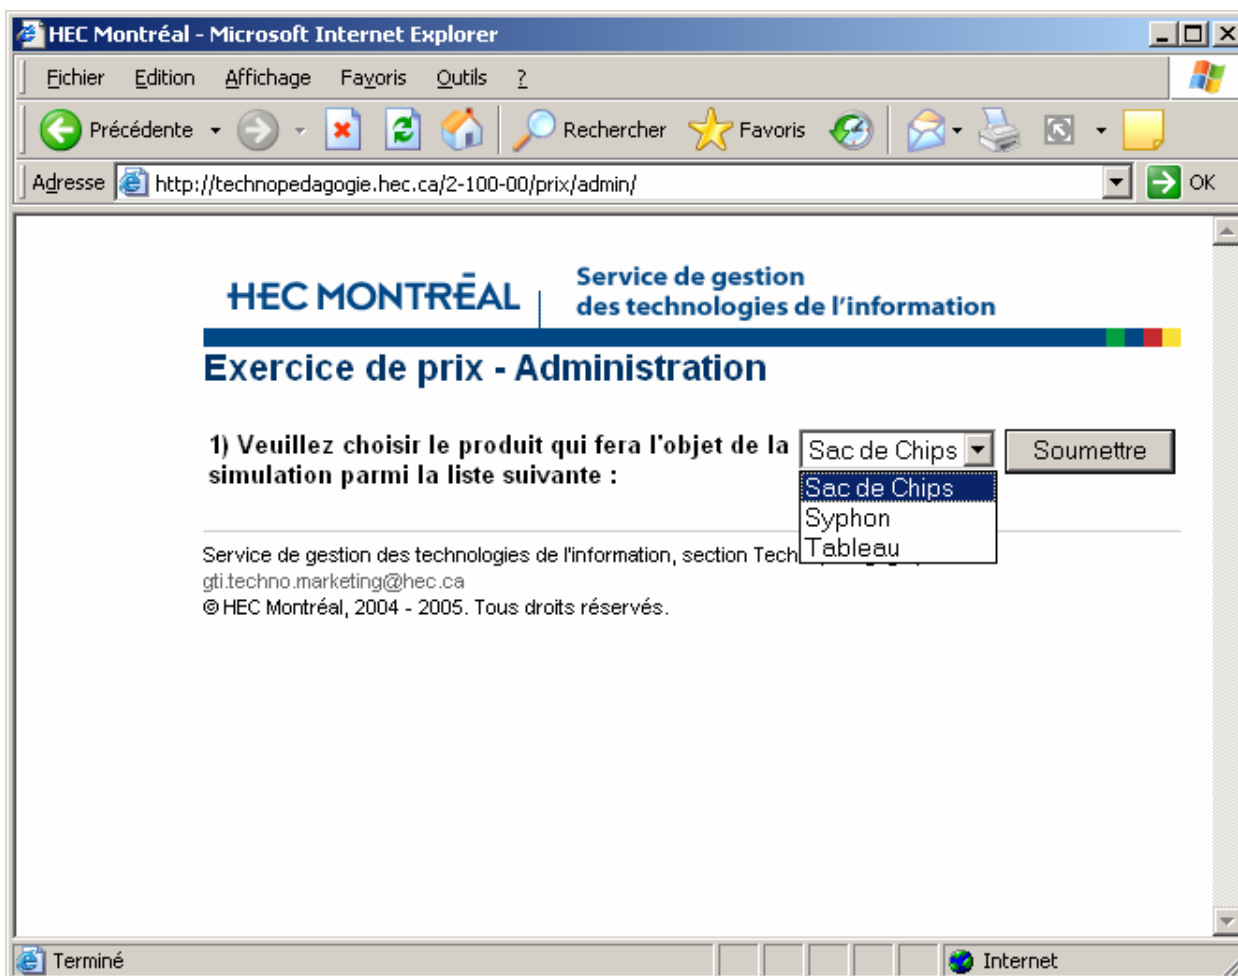 HEC Montréal - Microsoft Internet Explorer
Fichier Edition Affichage Favoris Outils ?
Précédente Rechercher Favoris
Adresse http://technopedagogie.hec.ca/2-100-00/prix/admin/ OK
HEC MONTRÉAL
Service de gestion
des technologies de l'information
Exercice de prix - Administration
1) Veuillez choisir le produit qui fera l'objet de la
simulation parmi la liste suivante :
Sac de Chips
Soumettre
Sac de Chips
Syphon
Tableau
Service de gestion des technologies de l'information, section
gti.techno.marketing@hec.ca
© HEC Montréal, 2004 - 2005. Tous droits réservés.
Terminé Internet